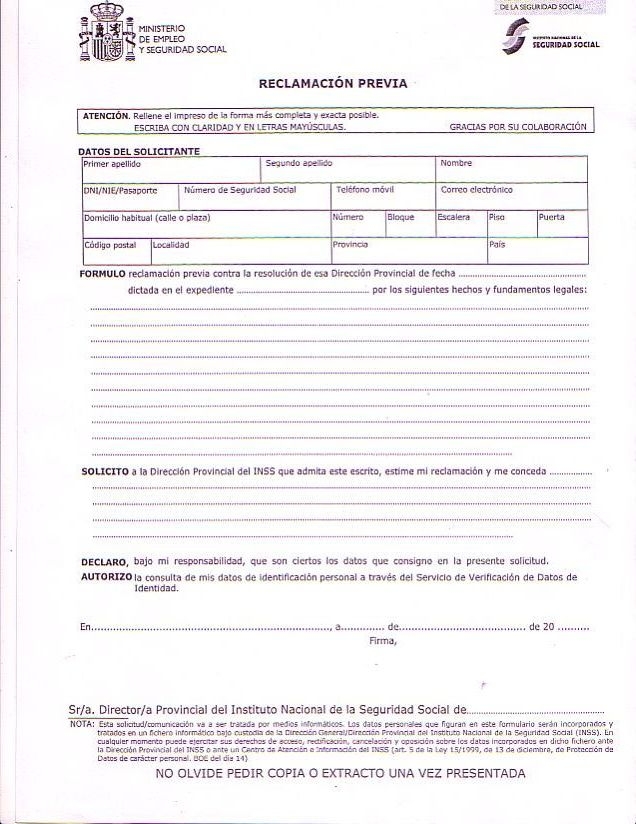 MINISTERIO
DE EMPLEO
Y SEGURIDAD SOCIAL
DE LA SEGURIDAD SOCIAL
INSTITUTO NACIONAL DE LA
SEGURIDAD SOCIAL
RECLAMACIÓN PREVIA
ATENCIÓN. Rellene el impreso de la forma más completa y exacta posible.
ESCRIBA CON CLARIDAD Y EN LETRAS MAYÚSCULAS. GRACIAS POR SU COLABORACIÓN
DATOS DEL SOLICITANTE
Primer apellido Segundo apellido Nombre
DNI/NIE/Pasaporte Número de Seguridad Social Teléfono móvil Correo electrónico
Domicilio habitual (calle o plaza) Número Bloque Escalera Piso Puerta
Código postal Localidad Provincia País
FORMULO reclamación previa contra la resolución de esa Dirección Provincial de fecha ..........
dictada en el expediente .......... por los siguientes hechos y fundamentos legales:
SOLICITO a la Dirección Provincial del INSS que admita este escrito, estime mi reclamación y me conceda ..........
DECLARO, bajo mi responsabilidad, que son ciertos los datos que consigno en la presente solicitud.
AUTORIZO la consulta de mis datos de identificación personal a través del Servicio de Verificación de Datos de
Identidad.
En.........., a.......... de.......... de 20 ..........
Firma,
Sr/a. Director/a Provincial del Instituto Nacional de la Seguridad Social de..........
NOTA: Esta solicitud/comunicación va a ser tratada por medios informáticos. Los datos personales que figuran en este formulario serán incorporados y
tratados en un fichero informático bajo custodia de la Dirección General/Dirección Provincial del Instituto Nacional de la Seguridad Social (INSS). En
cualquier momento puede ejercitar sus derechos de acceso, rectificación, cancelación y oposición sobre los datos incorporados en dicho fichero ante
la Dirección Provincial del INSS o ante un Centro de Atención e Información del INSS (art. 5 de la Ley 15/1999, de 13 de diciembre, de Protección de
Datos de carácter personal. BOE del día 14)
NO OLVIDE PEDIR COPIA O EXTRACTO UNA VEZ PRESENTADA